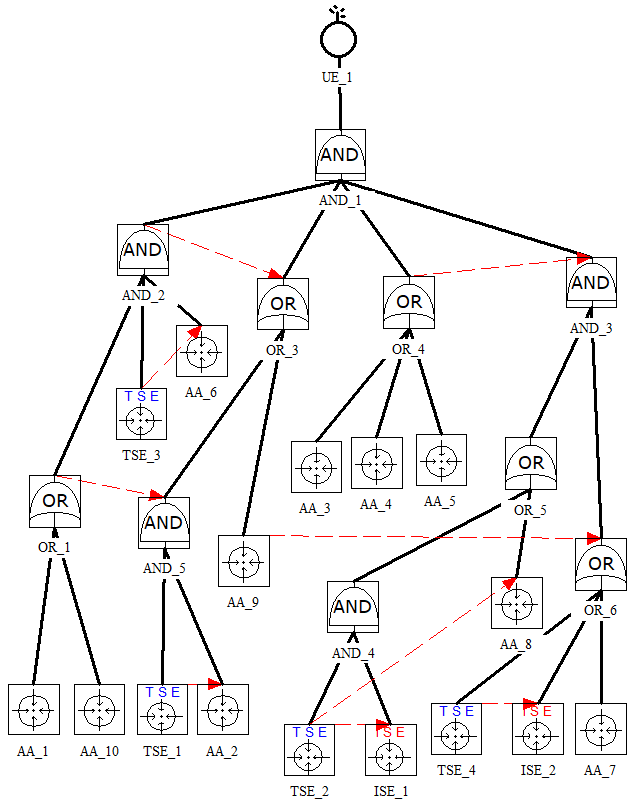 UE_1
AND
AND_1
AND
AND_2
OR
OR_3
OR
OR_4
AND
AND_3
AA_6
TSE
TSE_3
AA_3
AA_4
AA_5
OR
OR_5
OR
OR_1
AND
AND_5
AA_9
OR
OR_6
AND
AND_4
AA_8
AA_1
AA_10
TSE
TSE_1
AA_2
TSE
TSE_2
ISE
ISE_1
TSE
TSE_4
ISE
ISE_2
AA_7